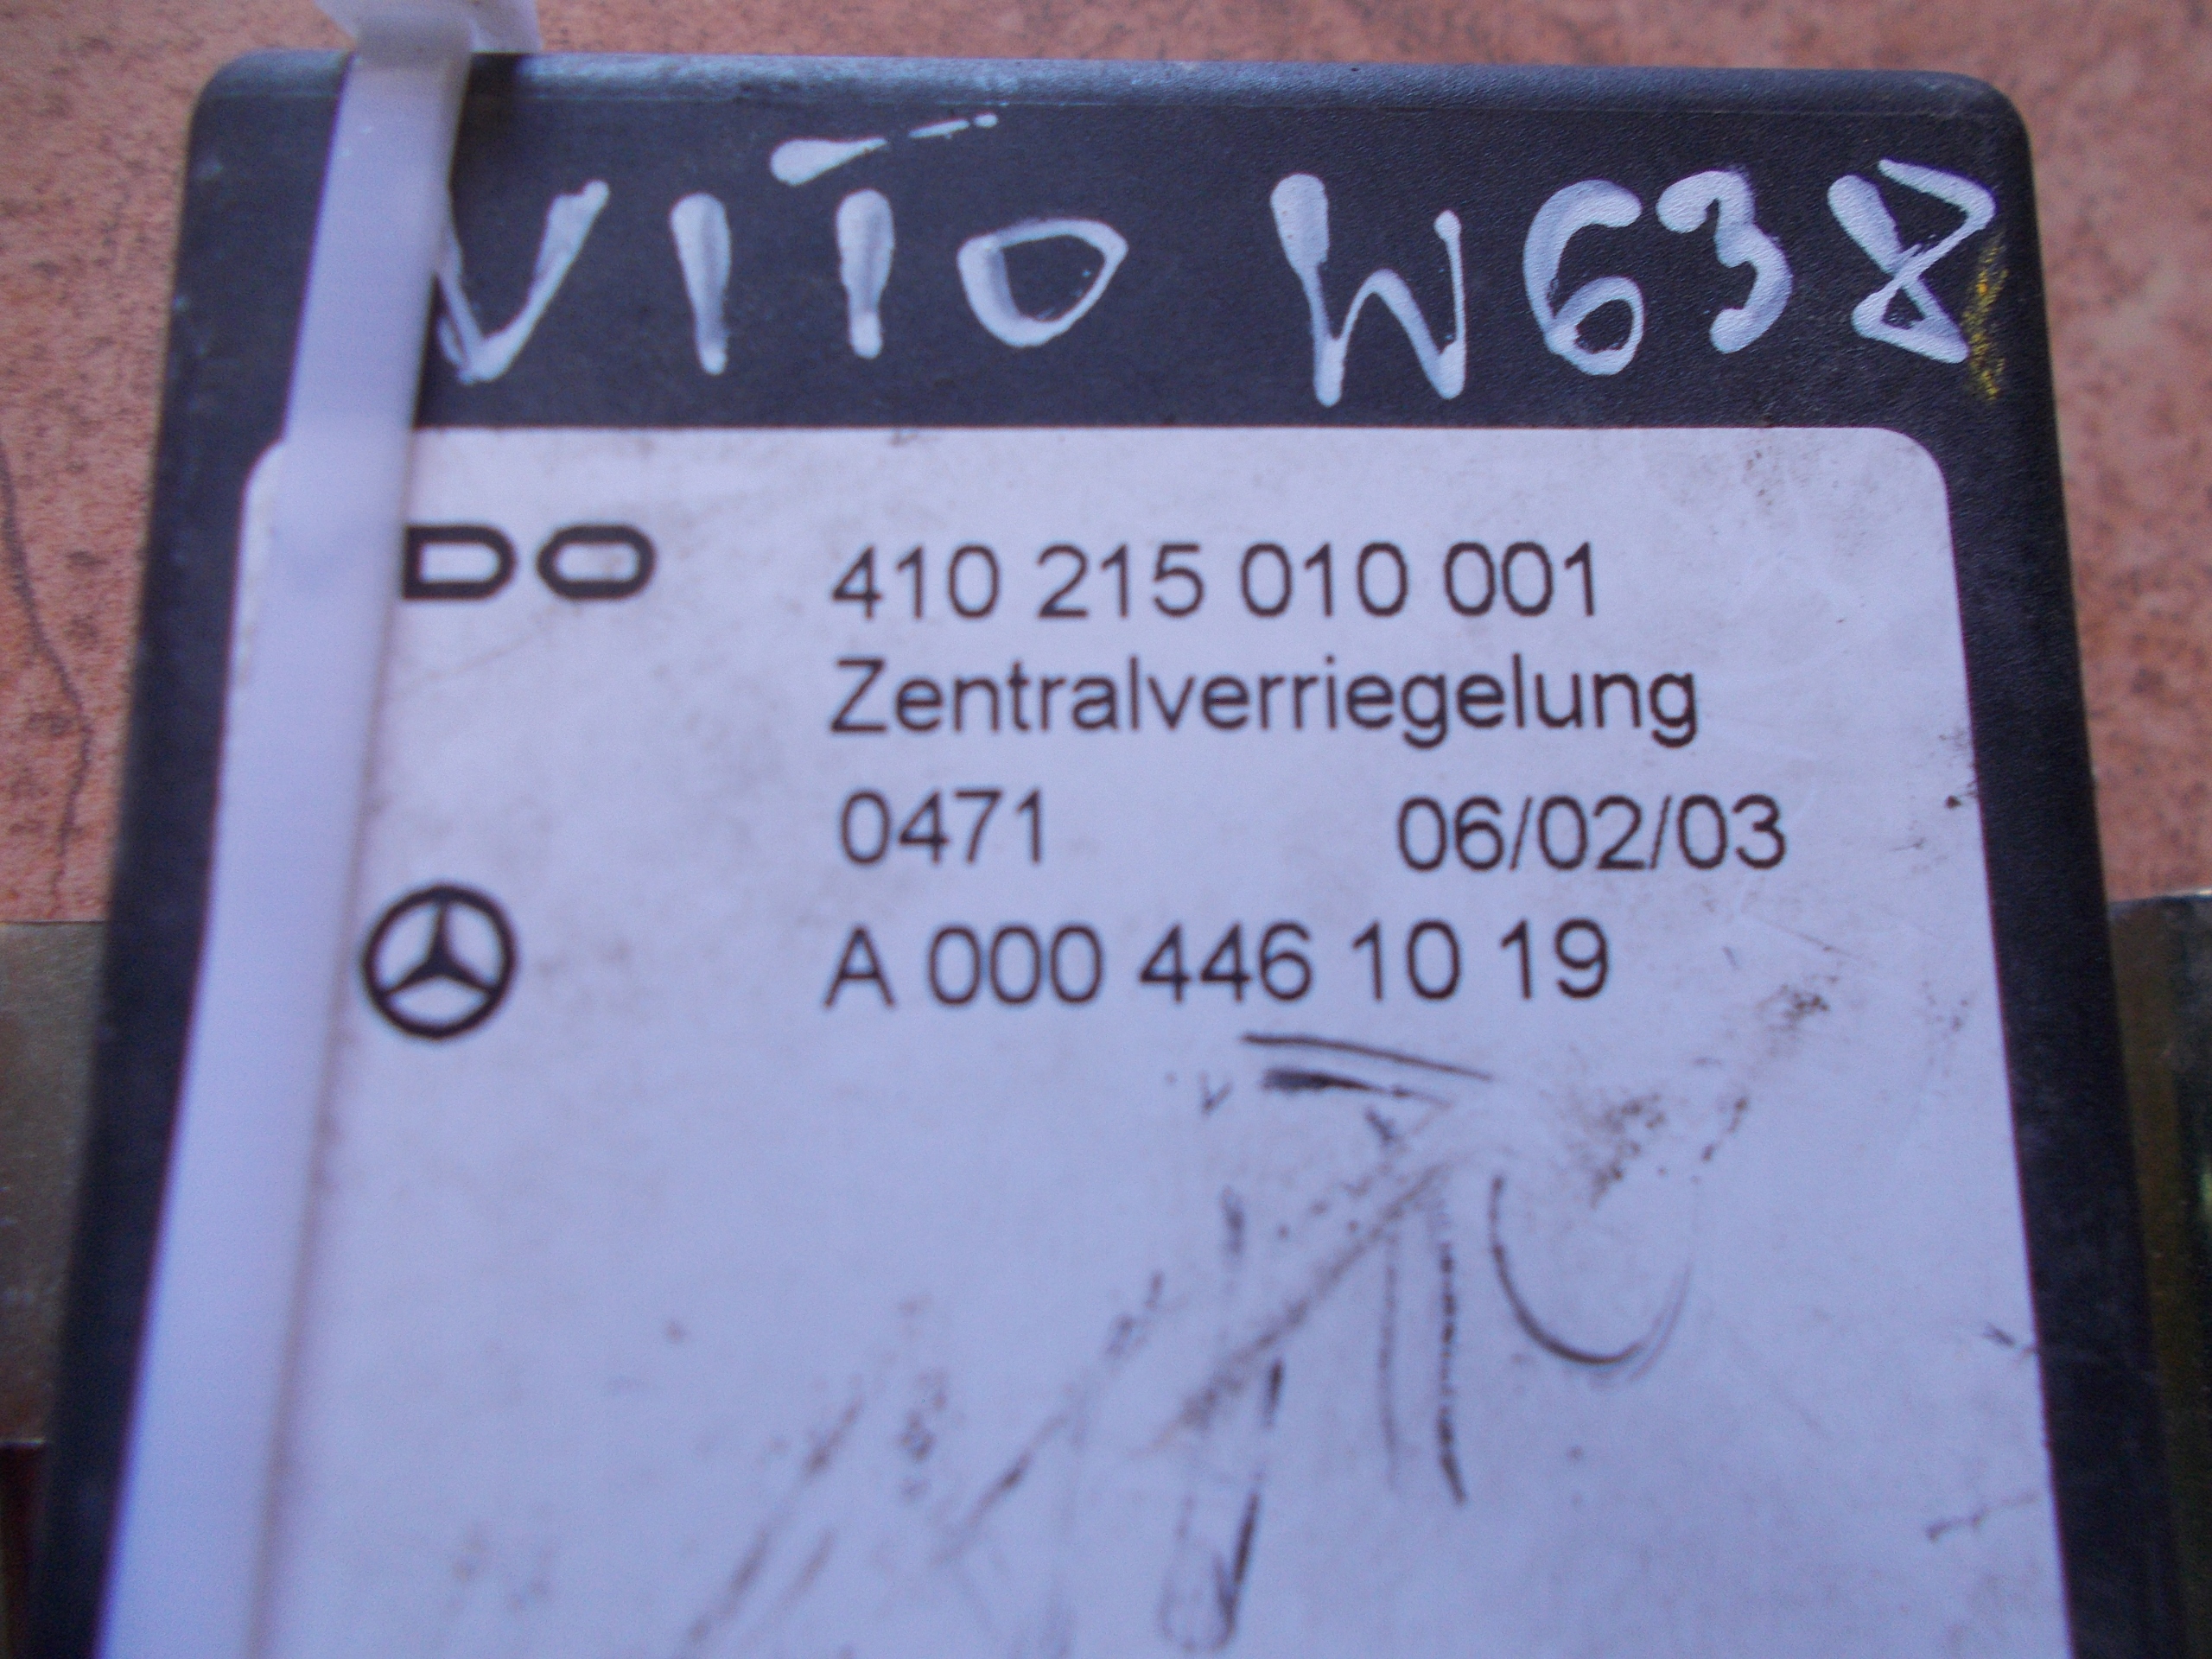 VITO W638
DO
410 215 010 001
Zentralverriegelung
0471 06/02/03
A 000 446 10 19